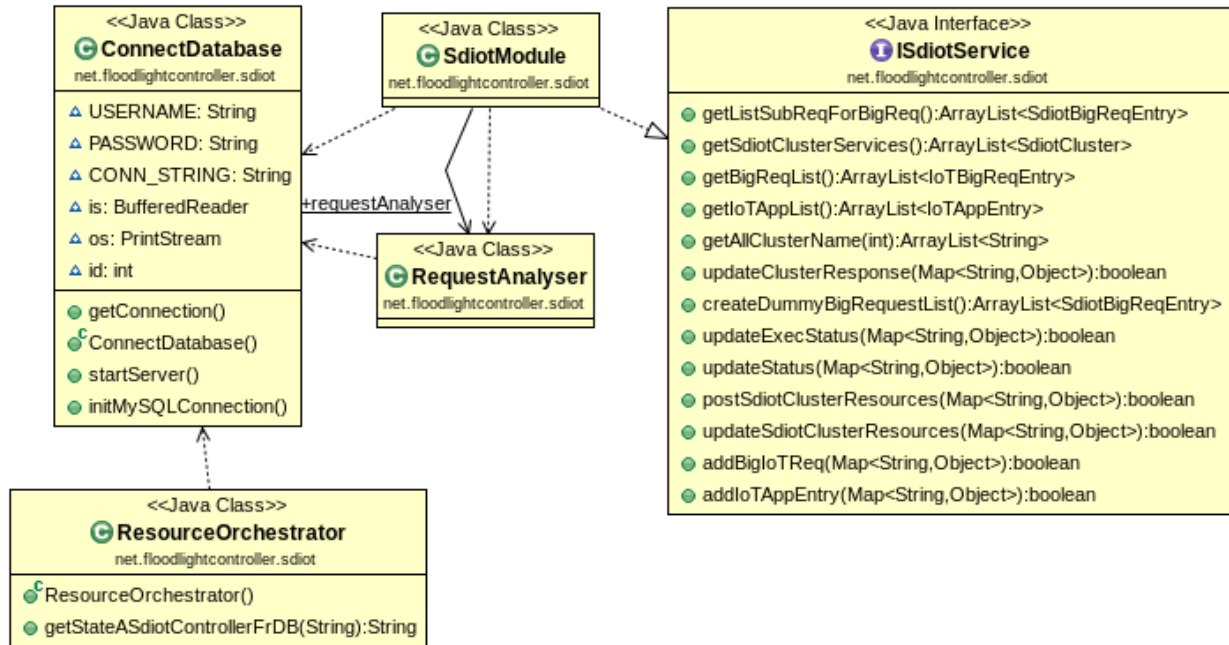 <<Java Class>>
C ConnectDatabase
net.floodlightcontroller.sdiot
USERNAME: String
PASSWORD: String
CONN_STRING: String
is: BufferedReader
os: PrintStream
id: int
getConnection()
C ConnectDatabase()
startServer()
initMySQLConnection()
<<Java Class>>
C SdiotModule
net.floodlightcontroller.sdiot
+requestAnalyser
<<Java Class>>
C RequestAnalyser
net.floodlightcontroller.sdiot
<<Java Interface>>
I ISdiotService
net.floodlightcontroller.sdiot
getListSubReqForBigReq():ArrayList<SdiotBigReqEntry>
getSdiotClusterServices():ArrayList<SdiotCluster>
getBigReqList():ArrayList<IoTBigReqEntry>
getIoTAppList():ArrayList<IoTAppEntry>
getAllClusterName(int):ArrayList<String>
updateClusterResponse(Map<String,Object>):boolean
createDummyBigRequestList():ArrayList<SdiotBigReqEntry>
updateExecStatus(Map<String,Object>):boolean
updateStatus(Map<String,Object>):boolean
postSdiotClusterResources(Map<String,Object>):boolean
updateSdiotClusterResources(Map<String,Object>):boolean
addBigIoTReq(Map<String,Object>):boolean
addIoTAppEntry(Map<String,Object>):boolean
<<Java Class>>
C ResourceOrchestrator
net.floodlightcontroller.sdiot
C ResourceOrchestrator()
getStateASdiotControllerFrDB(String):String